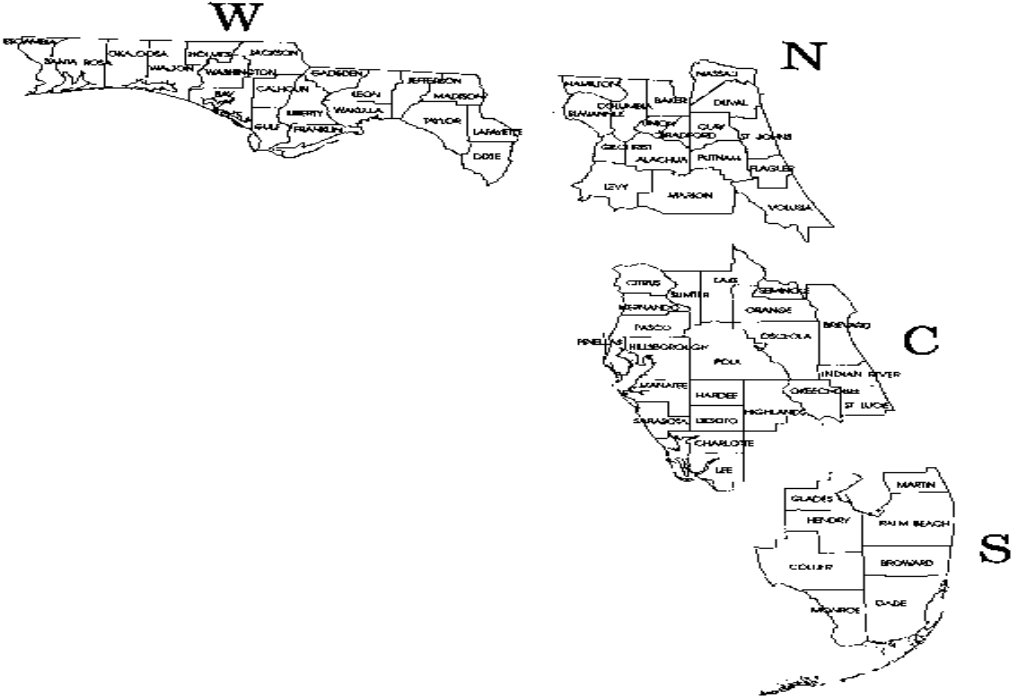 W
ESCAMBIA
SANTA ROSA
OKALOOSA
WALTON
HOLMES
JACKSON
WASHINGTON
BAY
CALHOUN
GULF
GADSDEN
LIBERTY
FRANKLIN
LEON
WAKULLA
JEFFERSON
MADISON
TAYLOR
LAFAYETTE
DIXIE
N
NASSAU
HAMILTON
BAKER
DUVAL
COLUMBIA
SUWANNEE
UNION
BRADFORD
CLAY
ST JOHNS
GILCHRIST
ALACHUA
PUTNAM
FLAGLER
LEVY
MARION
VOLUSIA
C
CITRUS
SUMTER
LAKE
SEMINOLE
HERNANDO
ORANGE
PASCO
BREVARD
PINELLAS
HILLSBOROUGH
OSCEOLA
POLK
INDIAN RIVER
MANATEE
HARDEE
OKEECHOBEE
ST LUCIE
HIGHLANDS
SARASOTA
DESOTO
CHARLOTTE
LEE
S
MARTIN
GLADES
HENDRY
PALM BEACH
COLLIER
BROWARD
MONROE
DADE